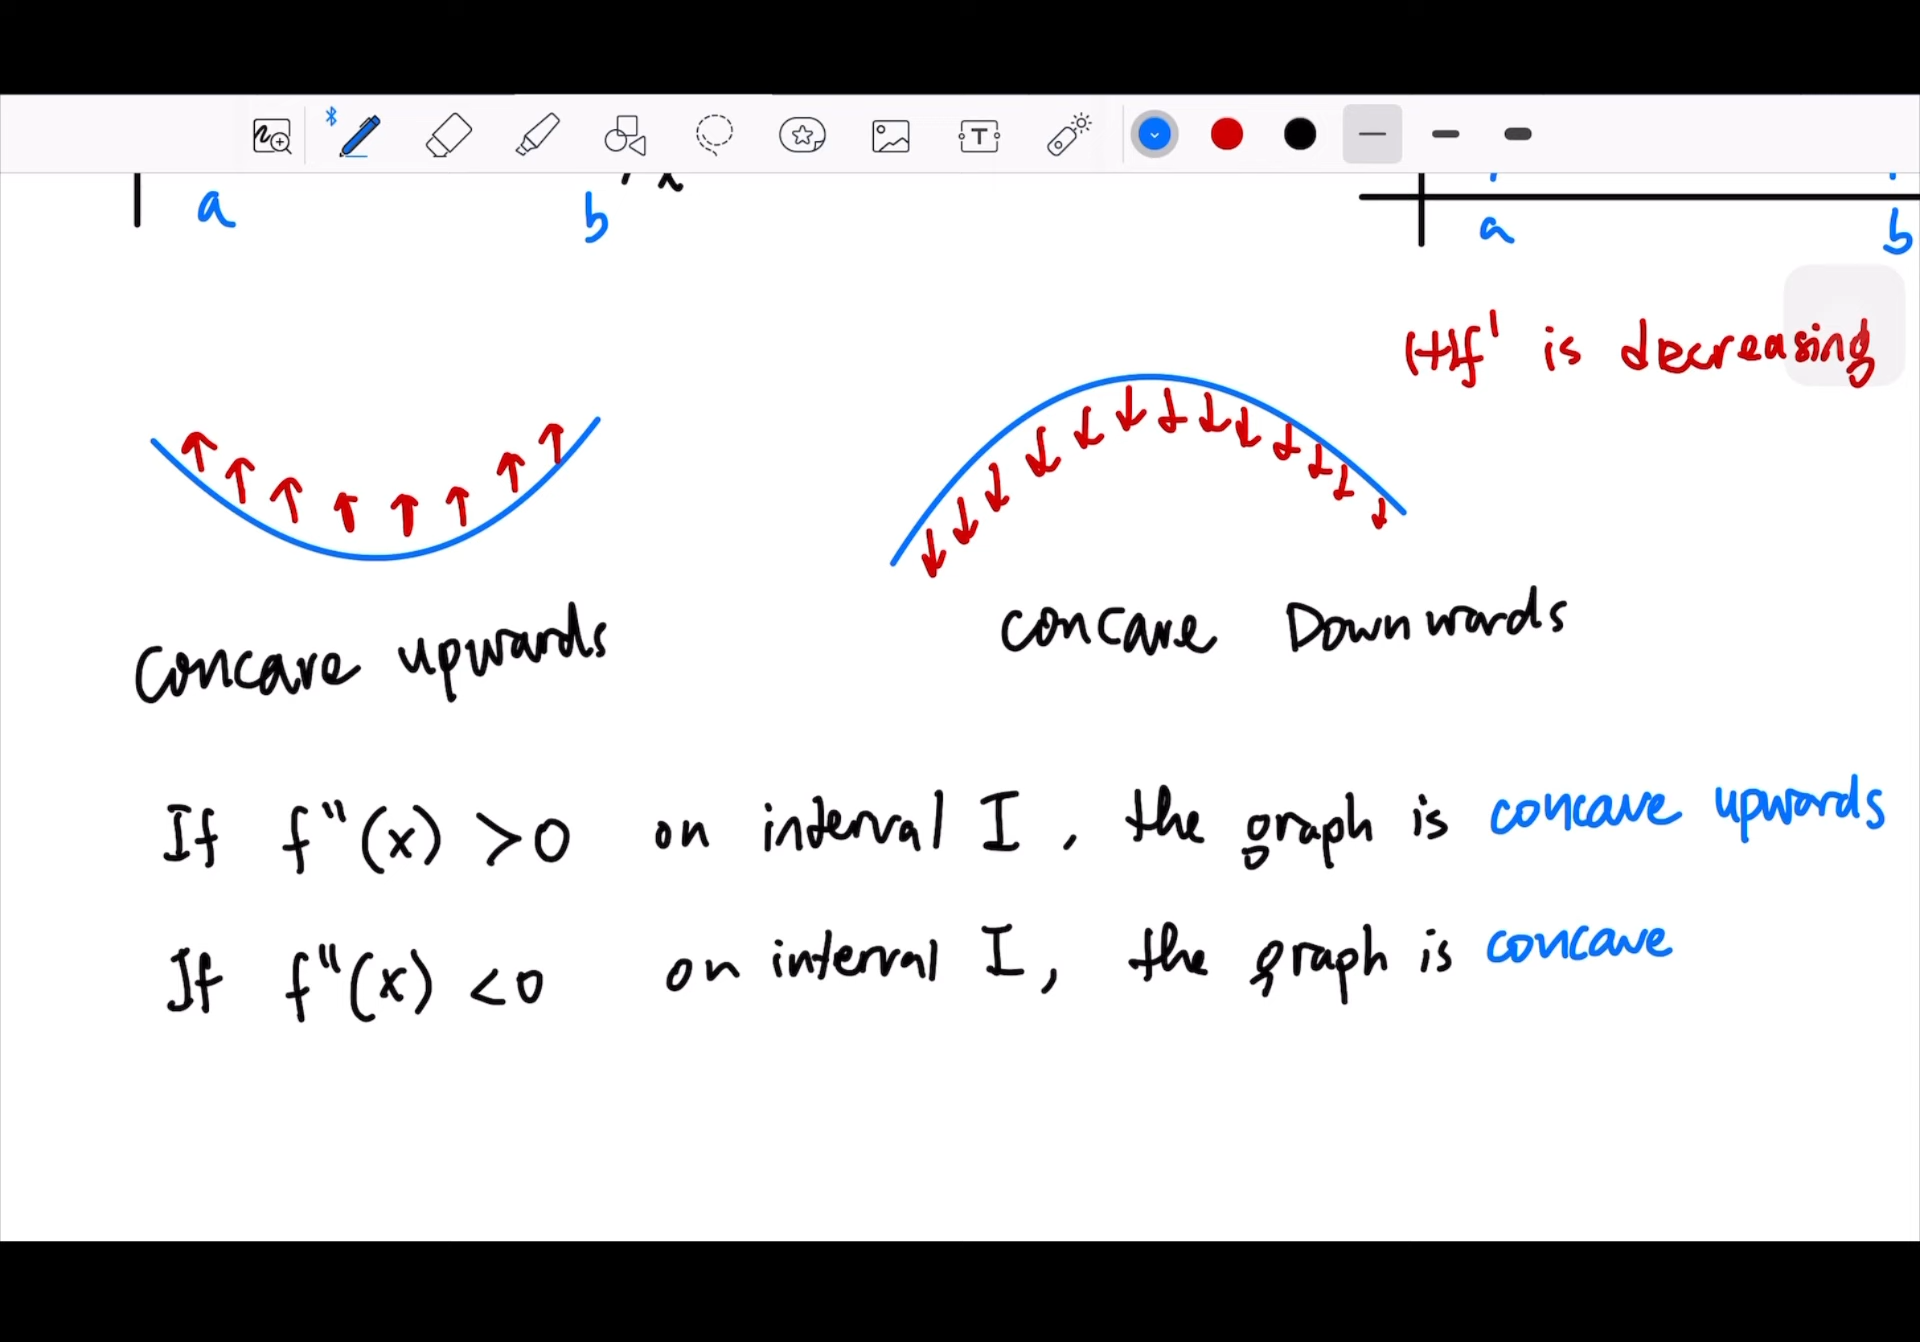 a b x a b
(+)f' is decreasing
concave upwards
concave Downwards
If f"(x) >0 on interval I, the graph is concave upwards
If f"(x) <0 on interval I, the graph is concave